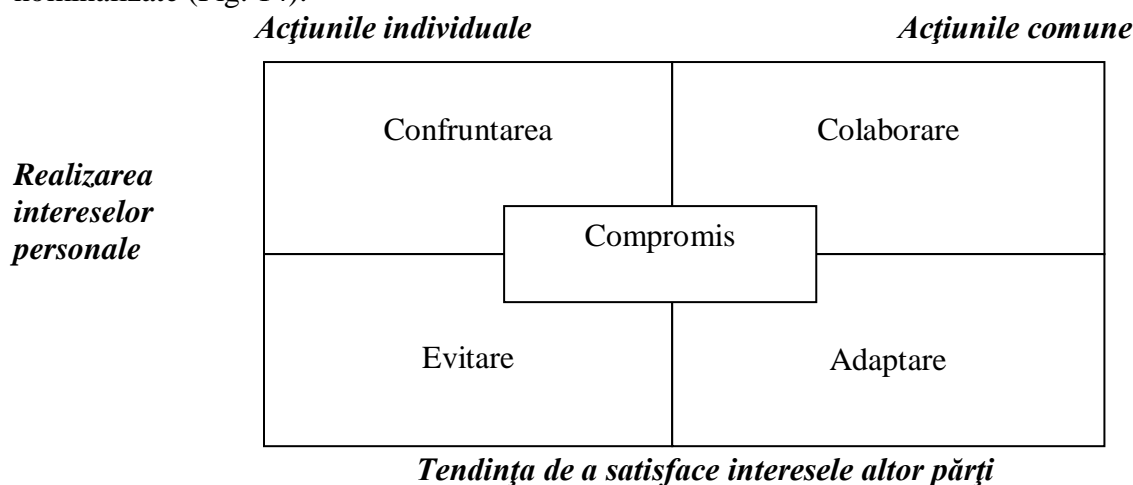 Acţiunile individuale Acţiunile comune
Confruntarea Colaborare
Realizarea
intereselor
personale
Compromis
Evitare Adaptare
Tendinţa de a satisface interesele altor părţi